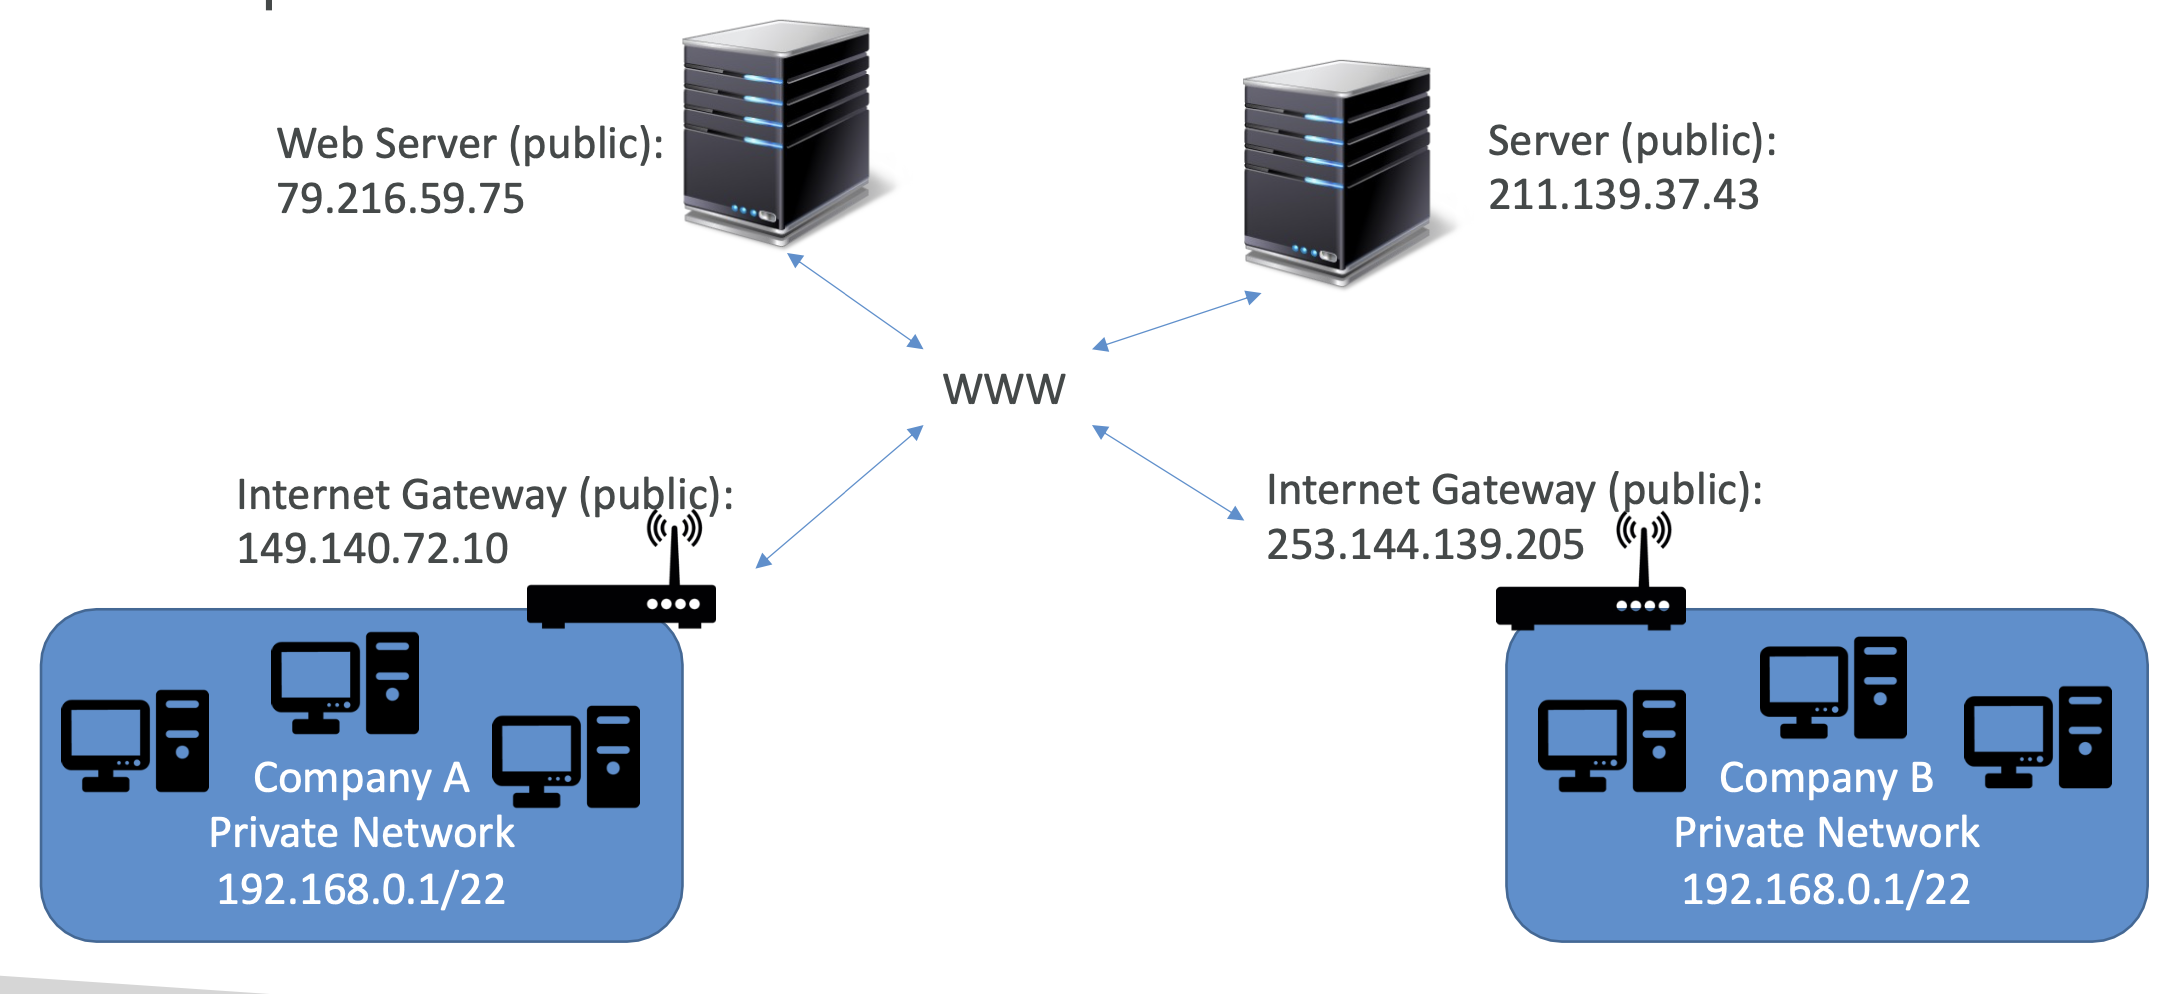 Web Server (public):
79.216.59.75
Server (public):
211.139.37.43
WWW
Internet Gateway (public):
149.140.72.10
Internet Gateway (public):
253.144.139.205
Company A
Private Network
192.168.0.1/22
Company B
Private Network
192.168.0.1/22